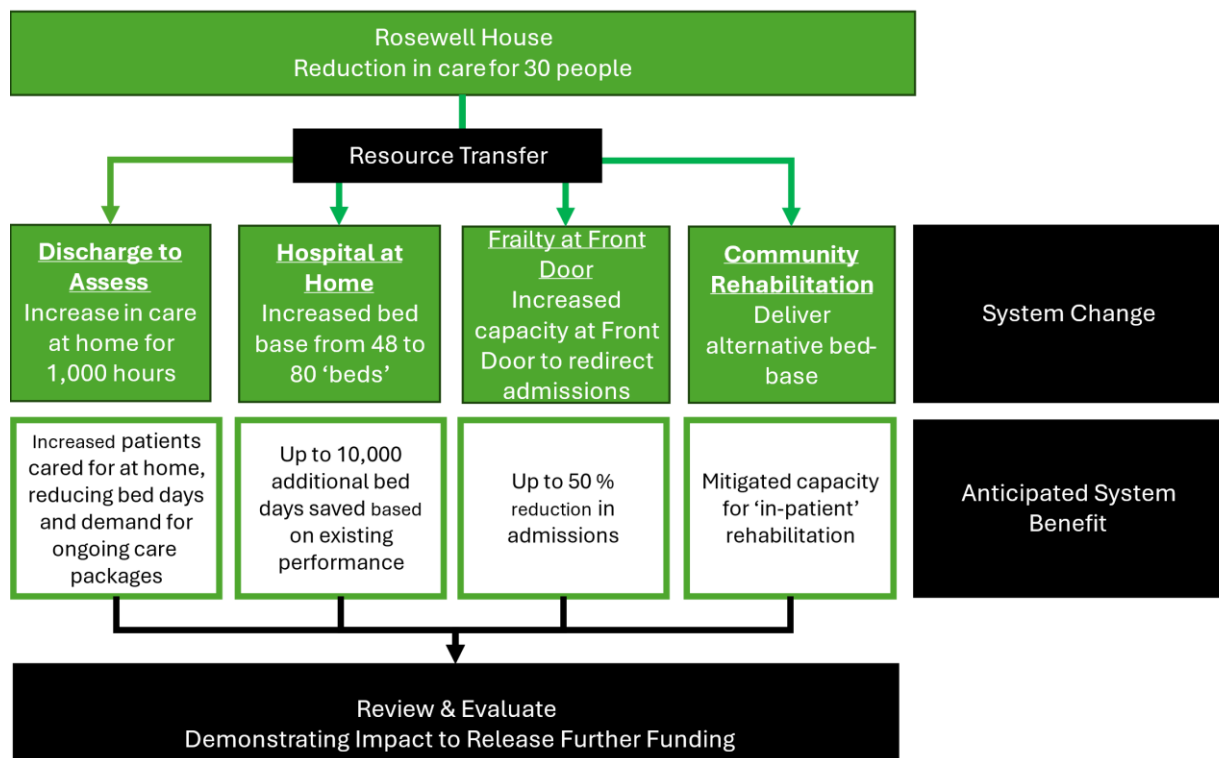 Rosewell House
Reduction in care for 30 people
Resource Transfer
Discharge to
Assess
Increase in care
at home for
1,000 hours
Hospital at
Home
Increased bed
base from 48 to
80 ‘beds’
Frailty at Front
Door
Increased
capacity at Front
Door to redirect
admissions
Community
Rehabilitation
Deliver
alternative bed-
base
System Change
Increased patients
cared for at home,
reducing bed days
and demand for
ongoing care
packages
Up to 10,000
additional bed
days saved based
on existing
performance
Up to 50 %
reduction in
admissions
Mitigated capacity
for ‘in-patient’
rehabilitation
Anticipated System
Benefit
Review & Evaluate
Demonstrating Impact to Release Further Funding